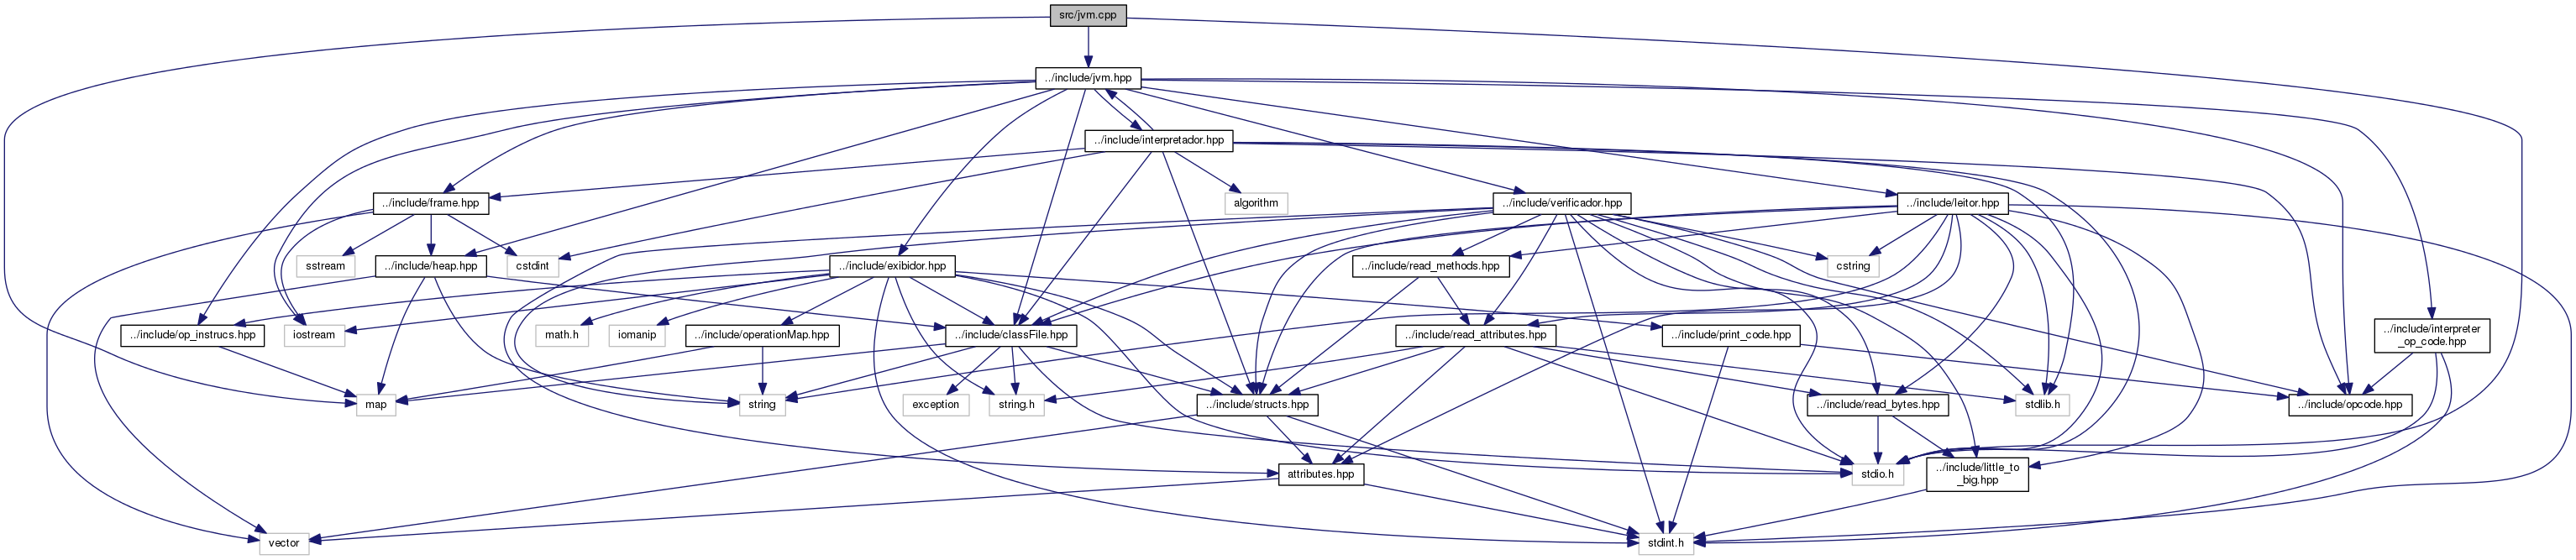 src/jvm.cpp
../include/jvm.hpp
../include/interpretador.hpp
../include/frame.hpp
algorithm
../include/verificador.hpp
../include/leitor.hpp
sstream
../include/heap.hpp
cstdint
../include/exibidor.hpp
../include/read_methods.hpp
cstring
../include/op_instrucs.hpp
iostream
math.h
iomanip
../include/operationMap.hpp
../include/classFile.hpp
../include/read_attributes.hpp
../include/print_code.hpp
../include/interpreter
_op_code.hpp
map
string
exception
string.h
../include/structs.hpp
../include/read_bytes.hpp
stdlib.h
../include/opcode.hpp
attributes.hpp
stdio.h
../include/little_to
_big.hpp
vector
stdint.h